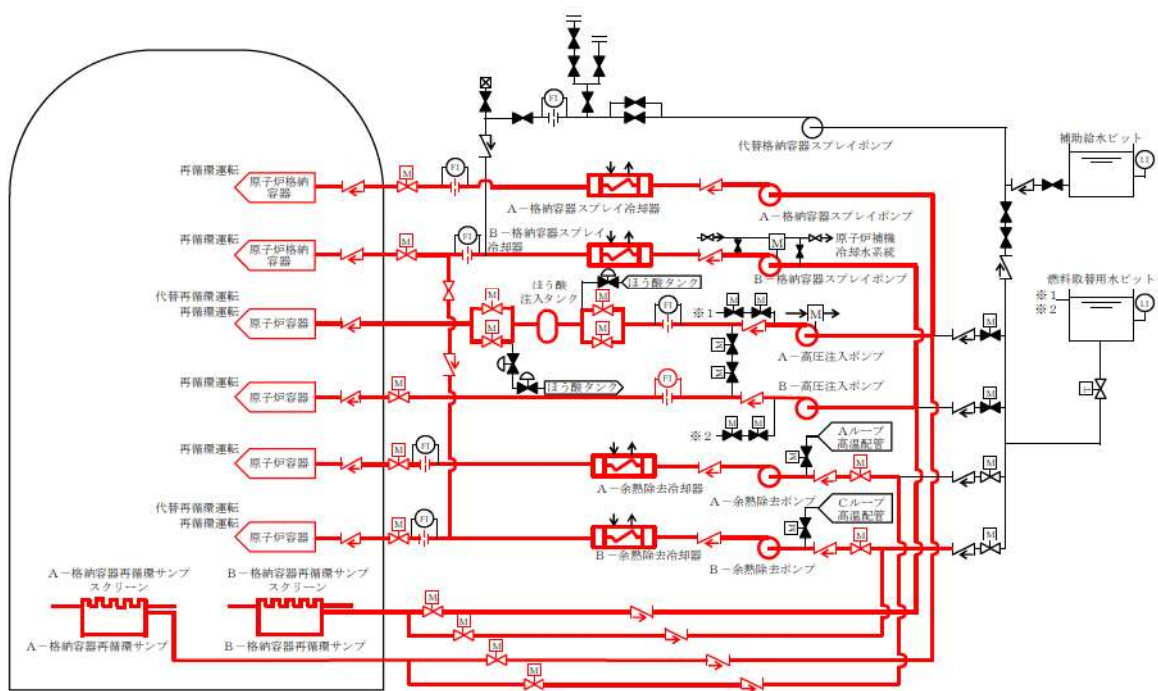 FI
代替格納容器スプレイポンプ
補助給水ピット
LI
再循環運転
原子炉格納
容器
M
FI
A－格納容器スプレイ冷却器
A－格納容器スプレイポンプ
再循環運転
原子炉格納
容器
M
FI
B－格納容器スプレイ
冷却器
M
原子炉補機
冷却水系統
B－格納容器スプレイポンプ
燃料取替用水ピット
※1
※2
LI
代替再循環運転
再循環運転
原子炉容器
M
M
ほう酸
注入タンク
M
M
ほう酸タンク
FI
※1
M
M
M
A－高圧注入ポンプ
M
M
M
ほう酸タンク
再循環運転
原子炉容器
M
FI
B－高圧注入ポンプ
M
※2
M
M
再循環運転
原子炉容器
M
FI
A－余熱除去冷却器
A－余熱除去ポンプ
M
Aループ
高温配管
M
M
代替再循環運転
再循環運転
原子炉容器
M
FI
B－余熱除去冷却器
B－余熱除去ポンプ
M
Cループ
高温配管
M
M
A－格納容器再循環サンプ
スクリーン
B－格納容器再循環サンプ
スクリーン
A－格納容器再循環サンプ
B－格納容器再循環サンプ
M
M
M
M